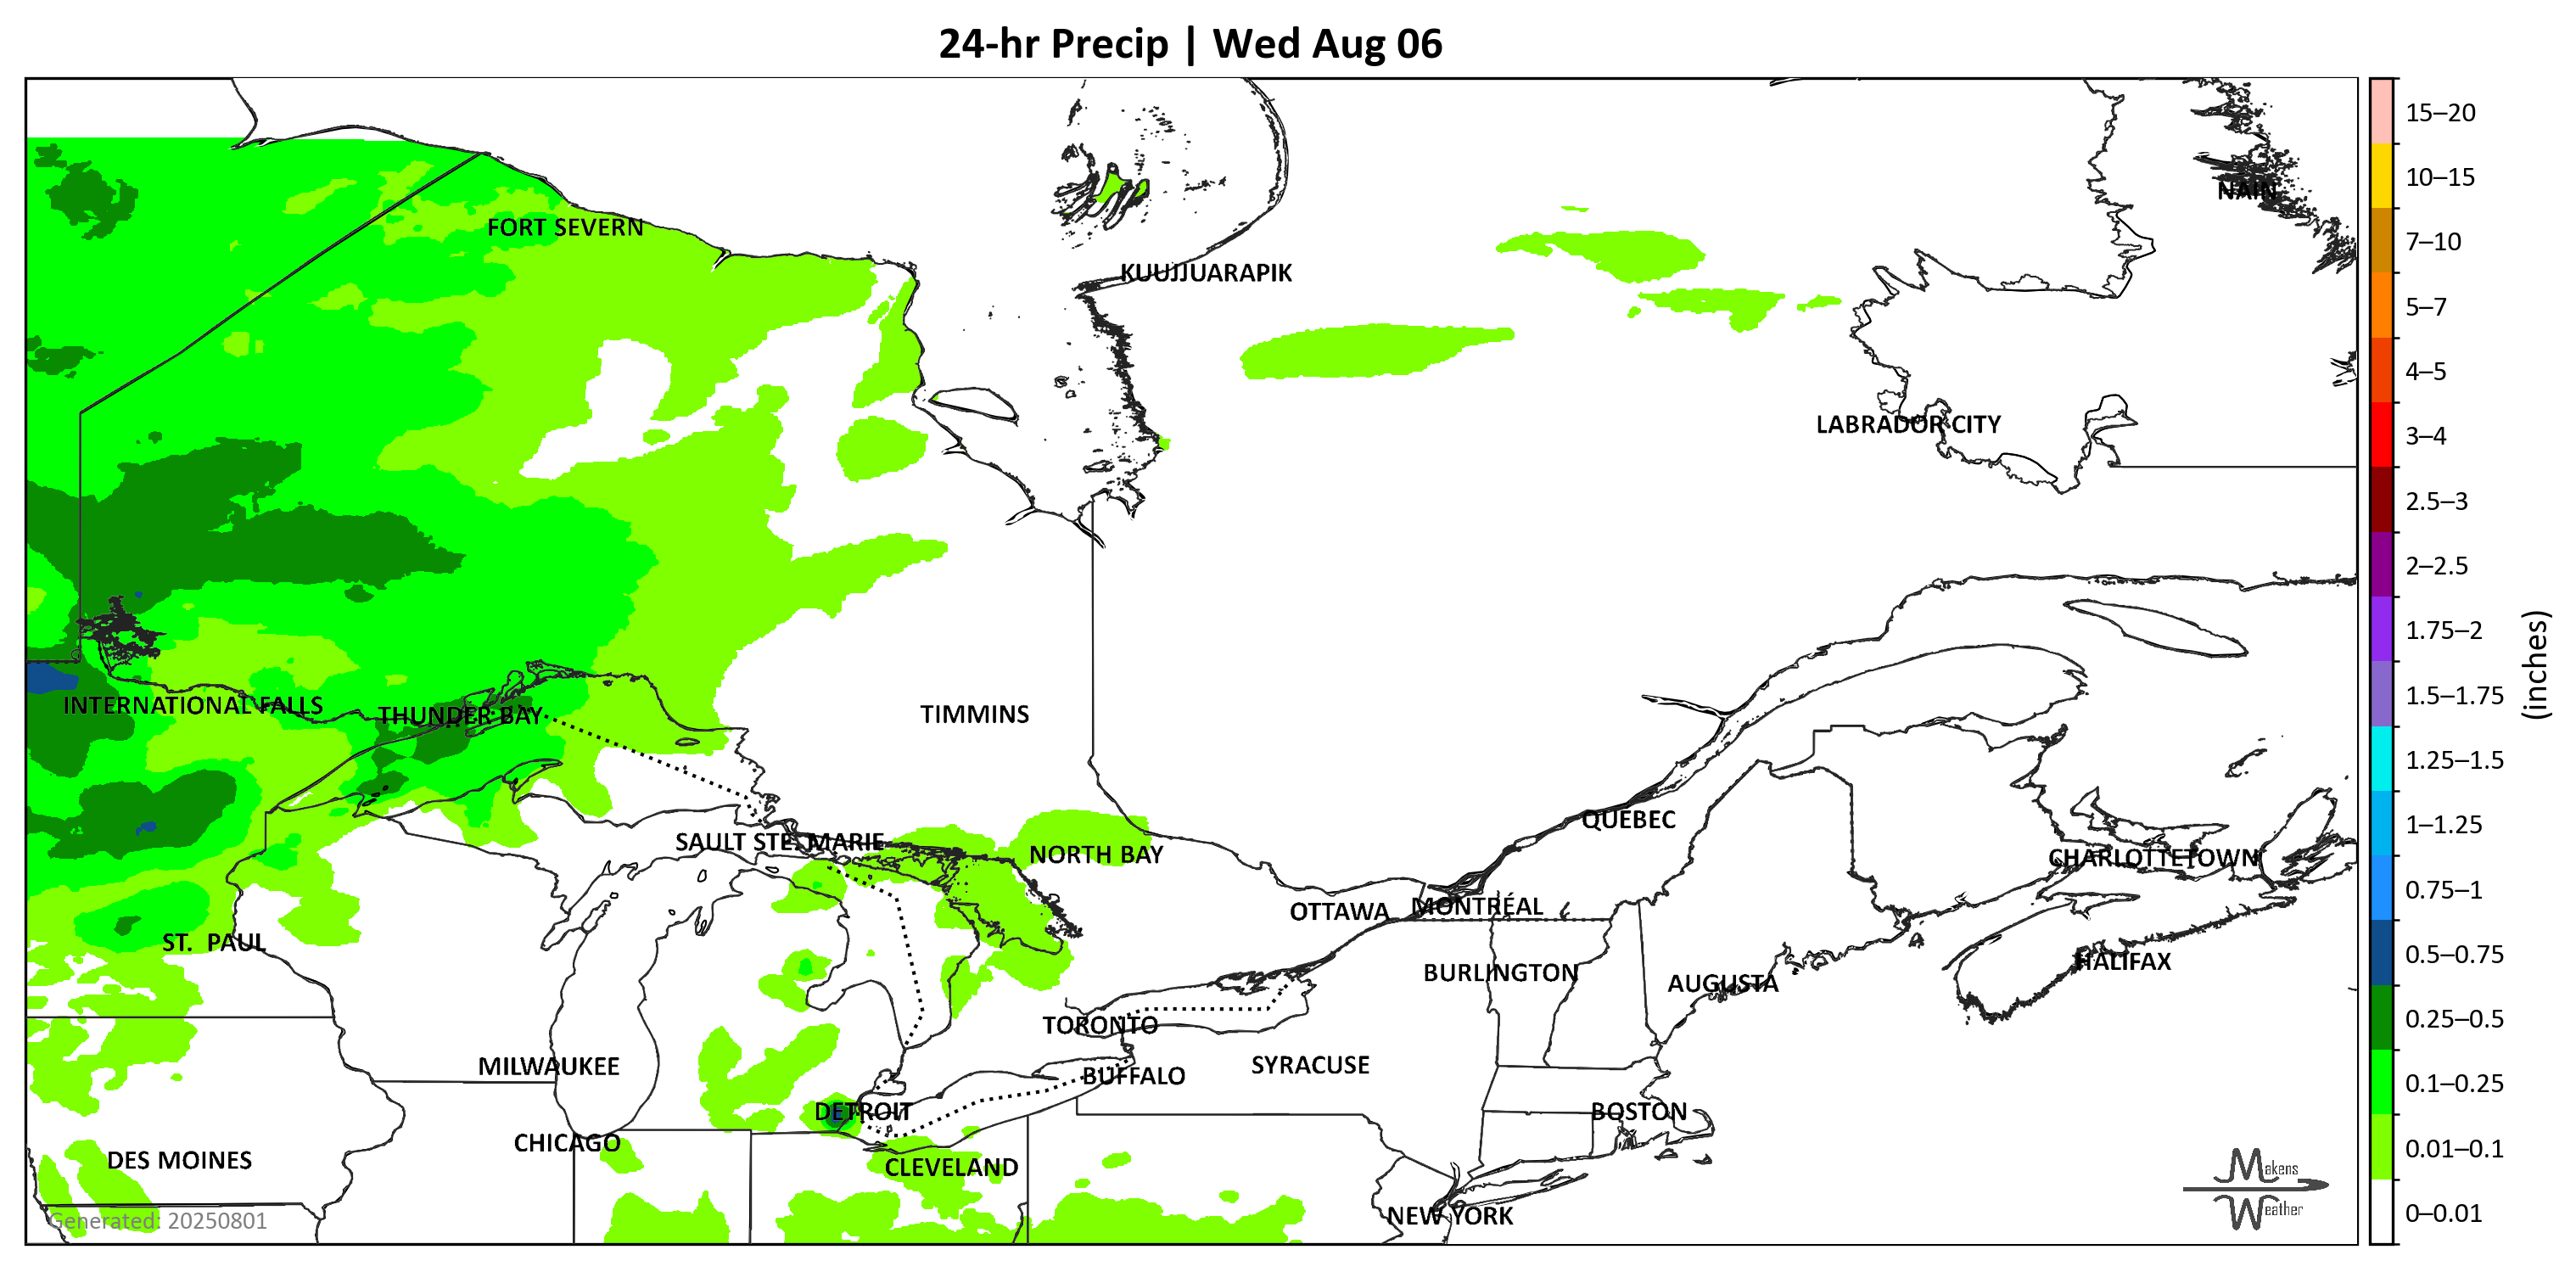 24-hr Precip | Wed Aug 06
15–20
10–15
NAIN
7–10
FORT SEVERN
KUUJJUARAPIK
5–7
4–5
LABRADOR CITY
3–4
2.5–3
2–2.5
1.75–2
(inches)
1.5–1.75
INTERNATIONAL FALLS
THUNDER BAY
TIMMINS
1.25–1.5
QUÉBEC
1–1.25
SAULT STE. MARIE
NORTH BAY
CHARLOTTETOWN
0.75–1
OTTAWA
MONTRÉAL
ST. PAUL
0.5–0.75
HALIFAX
BURLINGTON
AUGUSTA
TORONTO
0.25–0.5
MILWAUKEE
SYRACUSE
BUFFALO
0.1–0.25
DETROIT
BOSTON
CHICAGO
0.01–0.1
DES MOINES
CLEVELAND
Makens
Weather
NEW YORK
0–0.01
Generated: 20250801